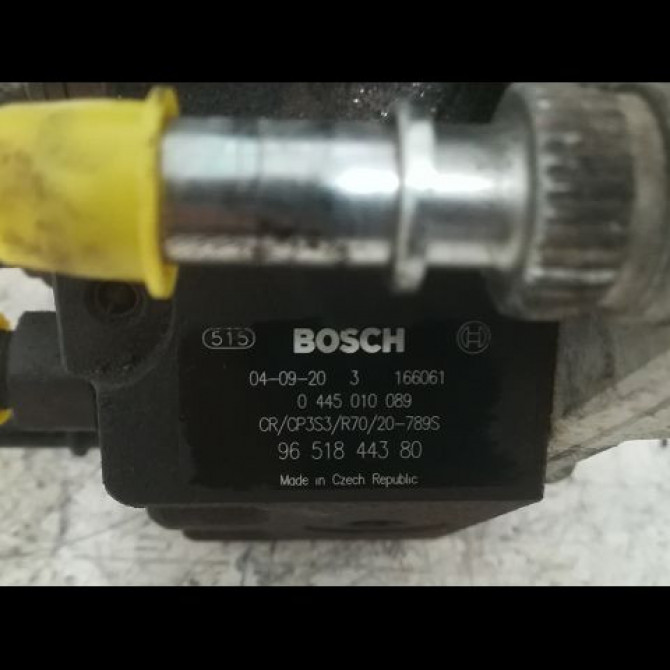 515 BOSCH
04-09-20 3 166061
0 445 010 089
CR/CP3S3/R70/20-789S
96 518 443 80
Made in Czech Republic